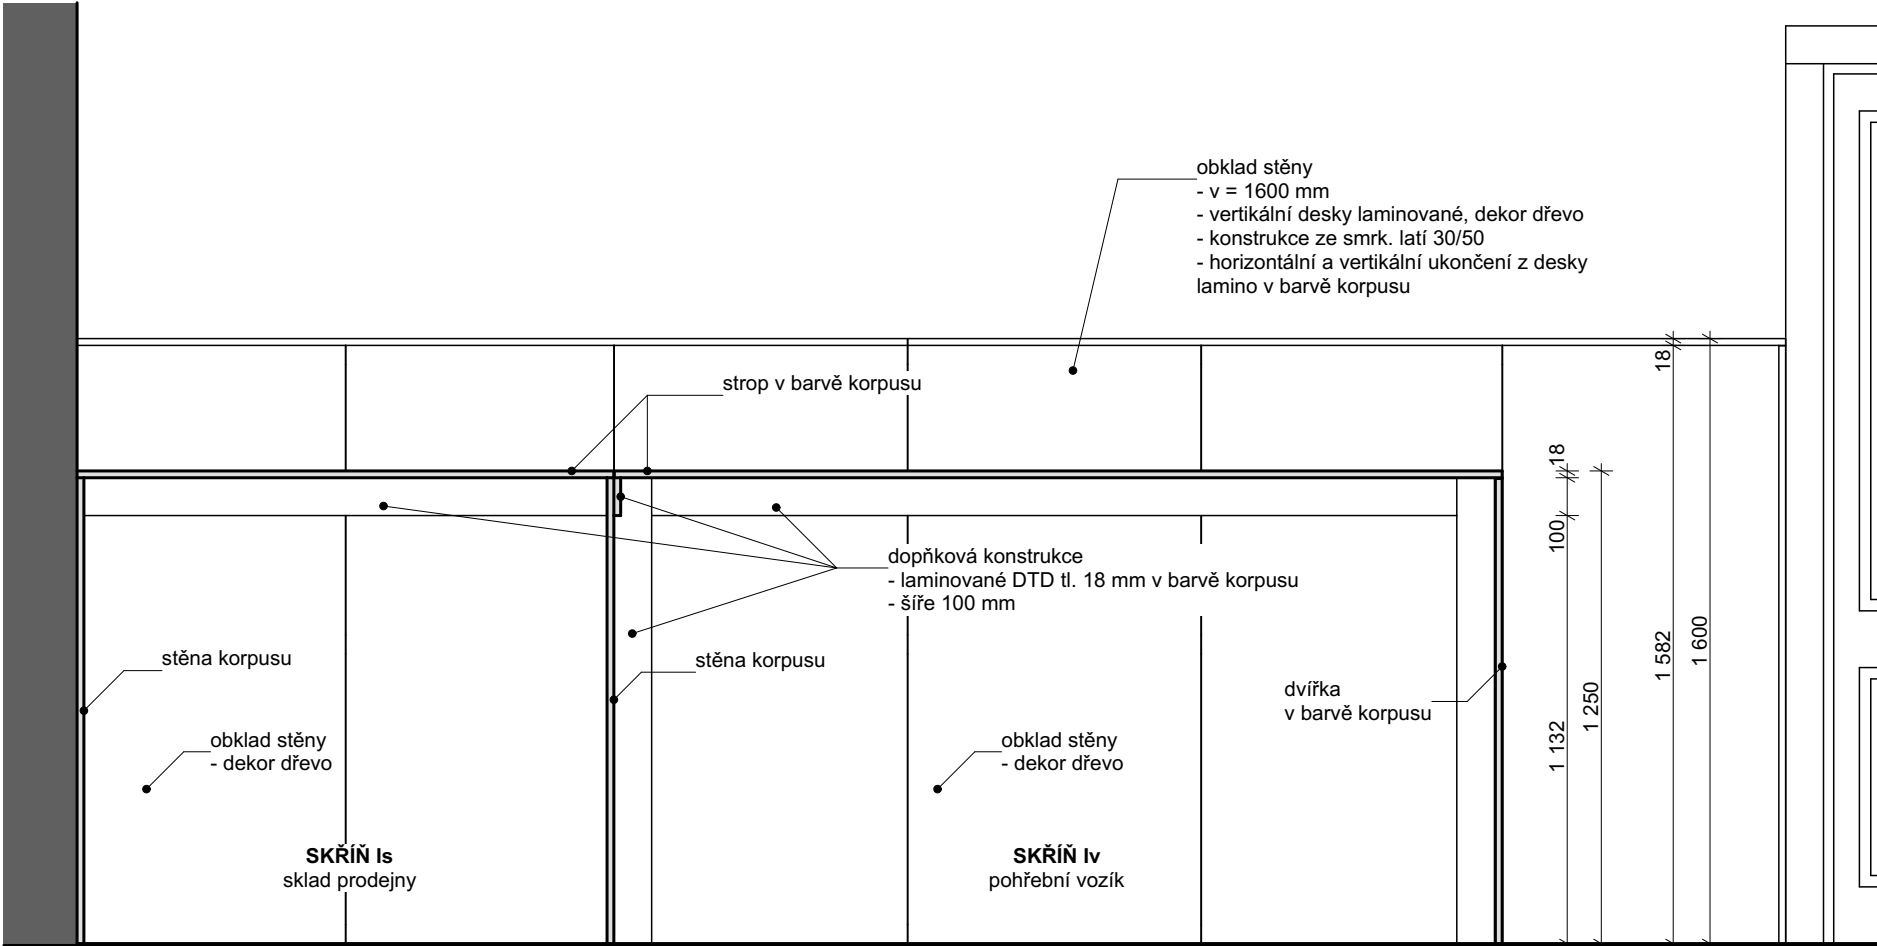 obklad stěny
- v = 1600 mm
- vertikální desky laminované, dekor dřevo
- konstrukce ze smrk. latí 30/50
- horizontální a vertikální ukončení z desky
lamino v barvě korpusu
strop v barvě korpusu
18
18
100
dopňková konstrukce
- laminované DTD tl. 18 mm v barvě korpusu
- šíře 100 mm
1 582
1 600
stěna korpusu
stěna korpusu
dvířka
v barvě korpusu
1 250
1 132
obklad stěny
- dekor dřevo
obklad stěny
- dekor dřevo
SKŘÍŇ Is
sklad prodejny
SKŘÍŇ Iv
pohřební vozík